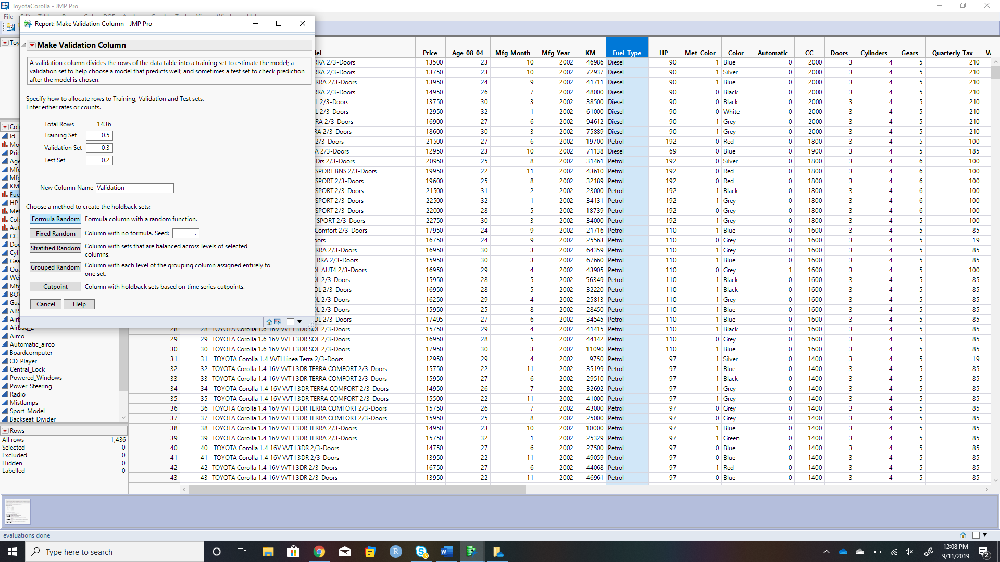 ToyotaCorolla - JMP Pro
File
Report: Make Validation Column - JMP Pro
Make Validation Column
A validation column divides the rows of the data table into a training set to estimate the model; a
validation set to help choose a model that predicts well; and sometimes a test set to check prediction
after the model is chosen.
Specify how to allocate rows to Training, Validation and Test sets.
Enter either rates or counts.
Total Rows 1436
Training Set 0.5
Validation Set 0.3
Test Set 0.2
New Column Name Validation
Choose a method to create the holdback sets:
Formula Random Formula column with a random function.
Fixed Random Column with no formula. Seed: .
Stratified Random Column with sets that are balanced across levels of selected
columns.
Grouped Random Column with each level of the grouping column assigned entirely to
one set.
Cutpoint Column with holdback sets based on time series cutpoints.
Cancel Help
Toy
Col
Id
Mo
Pric
Age
Mfg
Mfg
KM
Fue
HP
Met
Colo
Aut
CC
Doo
Cyli
Gea
Qua
Wei
Mfg
BOV
Gua
ABS
Airb
Airbag_2
Airco
Automatic_airco
Boardcomputer
CD_Player
Central_Lock
Powered_Windows
Power_Steering
Radio
Mistlamps
Sport_Model
Backseat_Divider
Rows
All rows 1,436
Selected 0
Excluded 0
Hidden 0
Labelled 0
del Price Age_08_04 Mfg_Month Mfg_Year KM Fuel_Type HP Met_Color Color Automatic CC Doors Cylinders Gears Quarterly_Tax W
RRA 2/3-Doors 13500 23 10 2002 46986 Diesel 90 1 Blue 0 2000 3 4 5 210
RRA 2/3-Doors 13750 23 10 2002 72937 Diesel 90 1 Silver 0 2000 3 4 5 210
RRA 2/3-Doors 13950 24 9 2002 41711 Diesel 90 1 Blue 0 2000 3 4 5 210
RRA 2/3-Doors 14950 26 7 2002 48000 Diesel 90 0 Black 0 2000 3 4 5 210
L 2/3-Doors 13750 30 3 2002 38500 Diesel 90 0 Black 0 2000 3 4 5 210
L 2/3-Doors 12950 32 1 2002 61000 Diesel 90 0 White 0 2000 3 4 5 210
RA 2/3-Doors 16900 27 6 2002 94612 Diesel 90 1 Grey 0 2000 3 4 5 210
RA 2/3-Doors 18600 30 3 2002 75889 Diesel 90 1 Grey 0 2000 3 4 5 210
2/3-Doors 21500 27 6 2002 19700 Petrol 192 0 Red 0 1800 3 4 5 100
A 2/3-Doors 12950 23 10 2002 71138 Diesel 69 0 Blue 0 1900 3 4 5 185
-Drs 2/3-Doors 20950 25 8 2002 31461 Petrol 192 0 Silver 0 1800 3 4 6 100
SPORT BNS 2/3-Doors 19950 22 11 2002 43610 Petrol 192 0 Red 0 1800 3 4 6 100
SPORT 2/3-Doors 19600 25 8 2002 32189 Petrol 192 0 Red 0 1800 3 4 6 100
SPORT 2/3-Doors 21500 31 2 2002 23000 Petrol 192 1 Black 0 1800 3 4 6 100
SPORT 2/3-Doors 22500 32 1 2002 34131 Petrol 192 1 Grey 0 1800 3 4 6 100
SPORT 2/3-Doors 22000 28 5 2002 18739 Petrol 192 0 Grey 0 1800 3 4 6 100
SPORT 2/3-Doors 22750 30 3 2002 34000 Petrol 192 1 Grey 0 1800 3 4 5 100
Comfort 2/3-Doors 17950 24 9 2002 21716 Petrol 110 1 Blue 0 1600 3 4 5 85
oors 16750 24 9 2002 25563 Petrol 110 0 Grey 0 1600 3 4 5 19
RRA 2/3-Doors 16950 30 3 2002 64359 Petrol 110 1 Grey 0 1600 3 4 5 85
ERRA 2/3-Doors 15950 30 3 2002 67660 Petrol 110 1 Blue 0 1600 3 4 5 85
OL AUT4 2/3-Doors 16950 29 4 2002 43905 Petrol 110 0 Grey 1 1600 3 4 5 100
OL 2/3-Doors 15950 28 5 2002 56349 Petrol 110 1 Black 0 1600 3 4 5 85
OL 2/3-Doors 16950 28 5 2002 32220 Petrol 110 1 Black 0 1600 3 4 5 85
OL 2/3-Doors 16250 29 4 2002 25813 Petrol 110 1 Grey 0 1600 3 4 5 85
OL 2/3-Doors 15950 25 8 2002 28450 Petrol 110 1 Blue 0 1600 3 4 5 85
OL 2/3-Doors 17495 27 6 2002 34545 Petrol 110 1 Blue 0 1600 3 4 5 85
28 28 TOYOTA Corolla 1.6 16V VVT I 3DR SOL 2/3-Doors 15750 29 4 2002 41415 Petrol 110 1 Black 0 1600 3 4 5 85
29 29 TOYOTA Corolla 1.6 16V VVT I 3DR SOL 2/3-Doors 16950 28 5 2002 44142 Petrol 110 0 Grey 0 1600 3 4 5 85
30 30 TOYOTA Corolla 1.6 16V VVT I 3DR SOL 2/3-Doors 17950 30 3 2002 11090 Petrol 110 1 Blue 0 1600 3 4 5 85
31 31 TOYOTA Corolla 1.4 VVTI Linea Terra 2/3-Doors 12950 29 4 2002 9750 Petrol 97 1 Silver 0 1400 3 4 5 19
32 32 TOYOTA Corolla 1.4 16V VVT I 3DR TERRA COMFORT 2/3-Doors 15750 22 11 2002 35199 Petrol 97 1 Blue 0 1400 3 4 5 85
33 33 TOYOTA Corolla 1.4 16V VVT I 3DR TERRA COMFORT 2/3-Doors 15950 27 6 2002 29510 Petrol 97 1 Black 0 1400 3 4 5 85
34 34 TOYOTA Corolla 1.4 16V VVT I 3DR TERRA COMFORT 2/3-Doors 14950 26 7 2002 32692 Petrol 97 1 Grey 0 1400 3 4 5 85
35 35 TOYOTA Corolla 1.4 16V VVT I 3DR TERRA COMFORT 2/3-Doors 15500 22 11 2002 41000 Petrol 97 1 Grey 0 1400 3 4 5 85
36 36 TOYOTA Corolla 1.4 16V VVT I 3DR TERRA COMFORT 2/3-Doors 15750 26 7 2002 43000 Petrol 97 0 Grey 0 1400 3 4 5 85
37 37 TOYOTA Corolla 1.4 16V VVT I 3DR TERRA COMFORT 2/3-Doors 15950 25 8 2002 25000 Petrol 97 0 Grey 0 1400 3 4 5 85
38 38 TOYOTA Corolla 1.4 16V VVT I 3DR TERRA 2/3-Doors 14950 23 10 2002 10000 Petrol 97 1 Blue 0 1400 3 4 5 85
39 39 TOYOTA Corolla 1.4 16V VVT I 3DR TERRA 2/3-Doors 15750 32 1 2002 25329 Petrol 97 1 Green 0 1400 3 4 5 85
40 40 TOYOTA Corolla 1.4 16V VVT I 3DR 2/3-Doors 14750 27 6 2002 27500 Petrol 97 0 Blue 0 1400 3 4 5 85
41 41 TOYOTA Corolla 1.4 16V VVT I 3DR 2/3-Doors 13950 22 11 2002 49059 Petrol 97 0 Blue 0 1400 3 4 5 85
42 42 TOYOTA Corolla 1.4 16V VVT I 3DR 2/3-Doors 16750 27 6 2002 44068 Petrol 97 1 Red 0 1400 3 4 5 85
43 43 TOYOTA Corolla 1.4 16V VVT I 3DR 2/3-Doors 13950 22 11 2002 46961 Petrol 97 0 Blue 0 1400 3 4 5 85
evaluations done
Type here to search
12:08 PM
9/11/2019
2